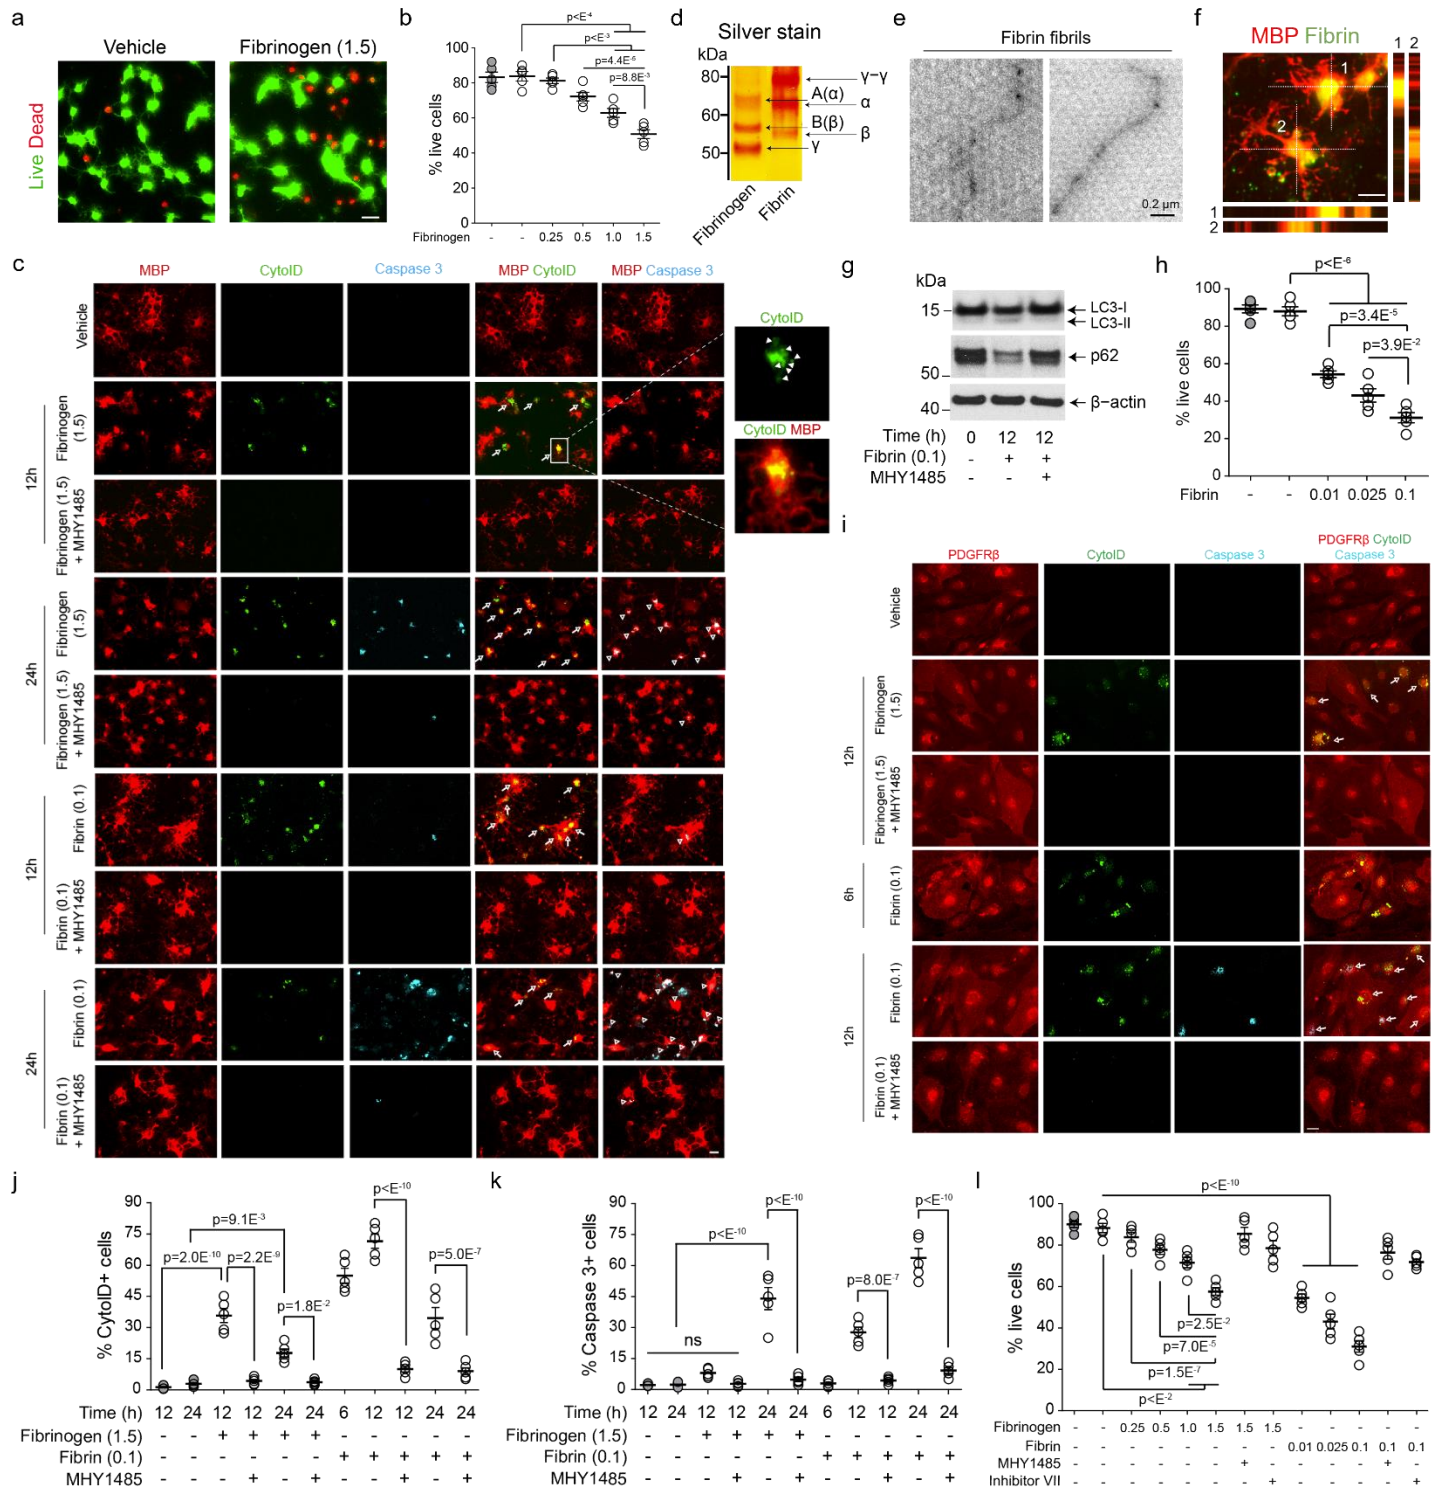 a
Vehicle
Fibrinogen (1.5)
Live Dead
b
p<E-4
p<E-3
p=4.4E-5
p=8.8E-3
% live cells
100
80
60
80
40
20
0
Fibrinogen
- - 0.25 0.5 1.0 1.5
d
Silver stain
kDa
80
60
50
γ–γ
A(α)
α
B(β)
β
γ
Fibrinogen
Fibrin
e
Fibrin fibrils
0.2 µm
f
MBP Fibrin
1 2
1
2
1
2
c
MBP CytoID Caspase 3 MBP CytoID MBP Caspase 3
Vehicle
12h
Fibrinogen (1.5)
Fibrinogen (1.5) + MHY1485
24h
Fibrinogen (1.5)
Fibrinogen (1.5) + MHY1485
12h
Fibrin (0.1)
Fibrin (0.1) + MHY1485
24h
Fibrin (0.1)
Fibrin (0.1) + MHY1485
CytoID
CytoID MBP
g
kDa
15
50
40
LC3-I
LC3-II
p62
β–actin
Time (h) 0 12 12
Fibrin (0.1) - + +
MHY1485 - - +
h
p<E-6
p=3.4E-5
p=3.9E-2
% live cells
100
80
60
40
20
0
Fibrin - - 0.01 0.025 0.1
i
PDGFRβ CytoID Caspase 3 PDGFRβ CytoID
Caspase 3
Vehicle
12h
Fibrinogen (1.5)
Fibrinogen (1.5) + MHY1485
6h
Fibrin (0.1)
12h
Fibrin (0.1)
Fibrin (0.1) + MHY1485
j
% CytoID+ cells
90
75
60
45
30
15
0
p<E-10
p=9.1E-3
p=2.0E-10
p=2.2E-9
p=5.0E-7
p=1.8E-2
Time (h) 12 24 12 12 24 24 6 12 12 24 24
Fibrinogen (1.5) - - + + + + - - - - -
Fibrin (0.1) - - - - - - + + + + +
MHY1485 - - - + - + - - + - +
k
% Caspase 3+ cells
90
75
60
45
30
15
0
p<E-10
p<E-10
p<E-10
p=8.0E-7
ns
Time (h) 12 24 12 12 24 24 6 12 12 24 24
Fibrinogen (1.5) - - + + + + - - - - -
Fibrin (0.1) - - - - - - + + + + +
MHY1485 - - - + - + - - + - +
l
% live cells
100
80
60
40
20
0
p<E-10
p=2.5E-2
p=7.0E-5
p=1.5E-7
p<E-2
Fibrinogen - - 0.25 0.5 1.0 1.5 1.5 1.5 - - - - -
Fibrin - - - - - - - - 0.01 0.025 0.1 0.1 0.1
MHY1485 - - - - - - + - - - - + -
Inhibitor VII - - - - - - - + - - - - +